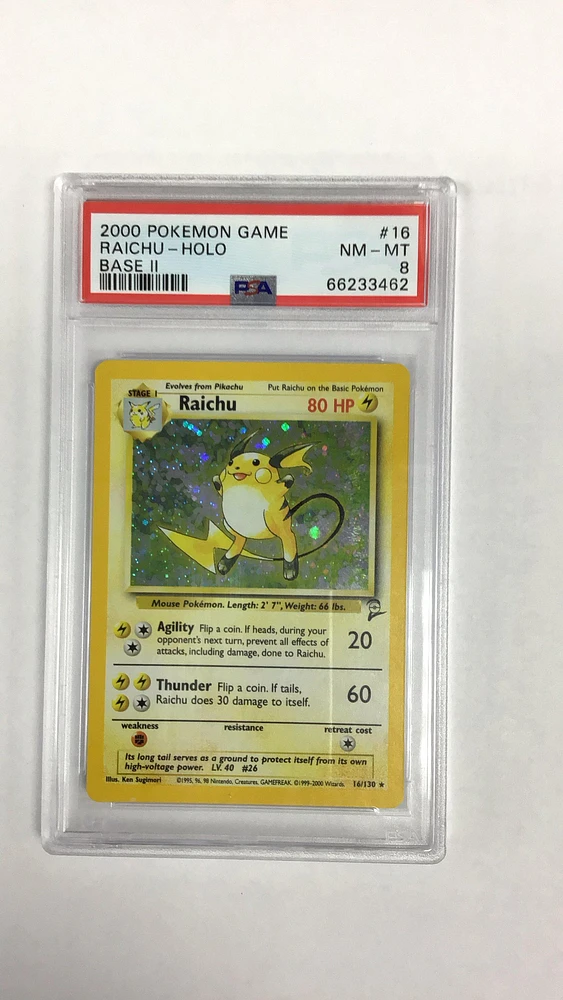 2000 POKEMON GAME #16
RAICHU - HOLO NM - MT
BASE II 8
PSA 66233462
Evolves from Pikachu Put Raichu on the Basic Pokémon
STAGE 1
Raichu 80 HP
Mouse Pokémon. Length: 2' 7", Weight: 66 lbs.
Agility Flip a coin. If heads, during your
opponent's next turn, prevent all effects of
attacks, including damage, done to Raichu.
20
Thunder Flip a coin. If tails,
Raichu does 30 damage to itself.
60
weakness resistance retreat cost
Its long tail serves as a ground to protect itself from its own
high-voltage power. LV. 40 #26
Illus. Ken Sugimori ©1995, 96, 98 Nintendo, Creatures, GAMEFREAK. ©1999-2000 Wizards. 16/130 ★